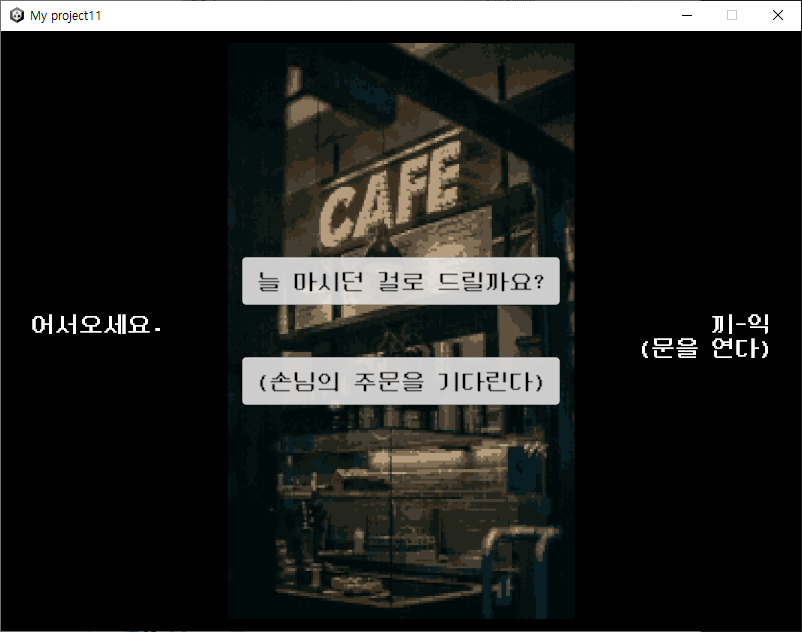 My project11
CAFE
늘 마시던 걸로 드릴까요?
어서오세요.
끼-익
(문을 연다)
(손님의 주문을 기다린다)